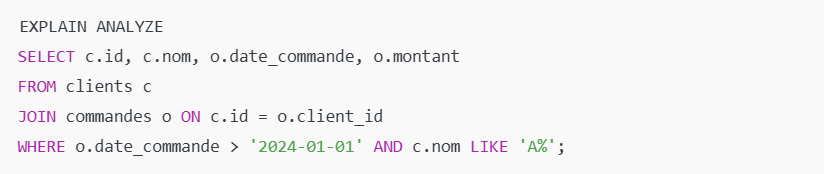 EXPLAIN ANALYZE
SELECT c.id, c.nom, o.date_commande, o.montant
FROM clients c
JOIN commandes o ON c.id = o.client_id
WHERE o.date_commande > '2024-01-01' AND c.nom LIKE 'A%';